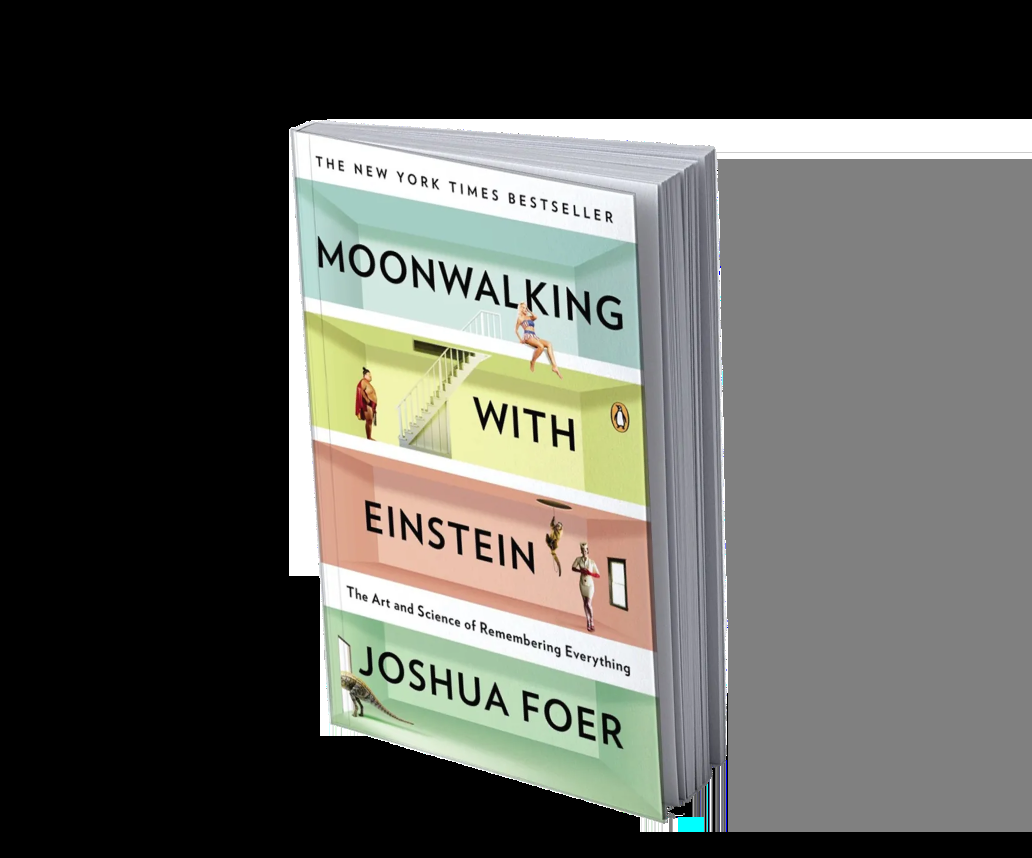 THE NEW YORK TIMES BESTSELLER
MOONWALKING
WITH
EINSTEIN
The Art and Science of Remembering Everything
JOSHUA FOER